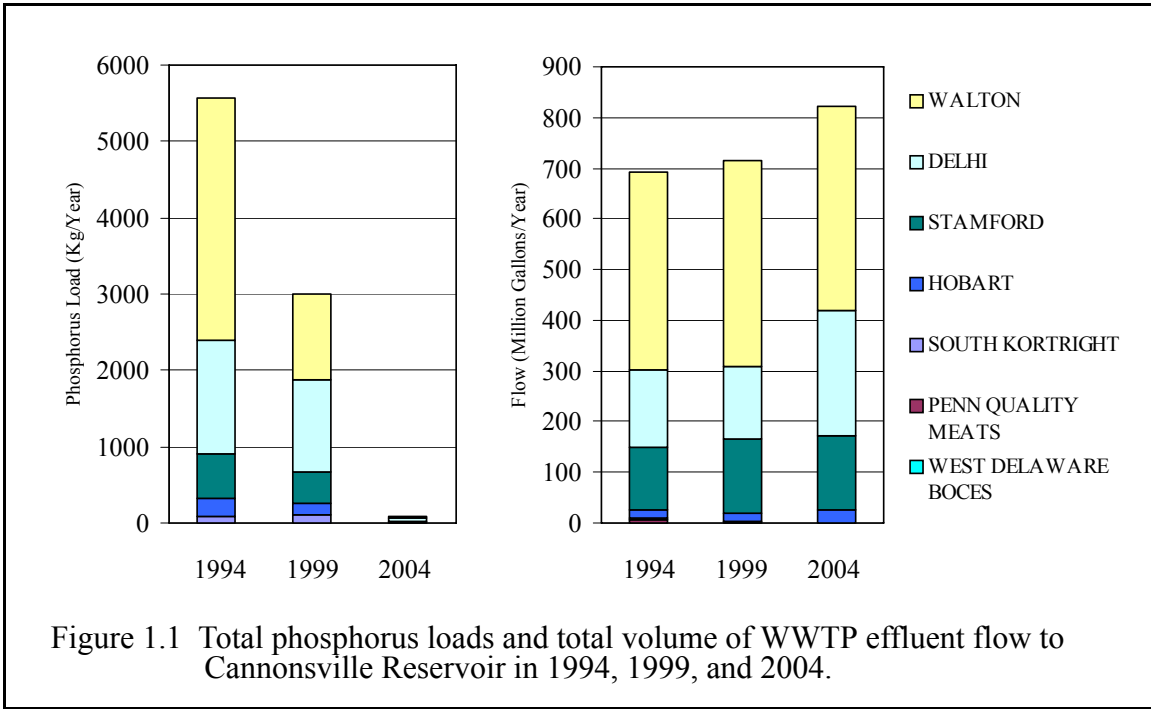 6000
5000
4000
3000
2000
1000
0
Phosphorus Load (Kg/Year)
1994 1999 2004
900
800
700
600
500
400
300
200
100
0
Flow (Million Gallons/Year)
1994 1999 2004
WALTON
DELHI
STAMFORD
HOBART
SOUTH KORTRIGHT
PENN QUALITY
MEATS
WEST DELAWARE
BOCES
Figure 1.1 Total phosphorus loads and total volume of WWTP effluent flow to
Cannonsville Reservoir in 1994, 1999, and 2004.